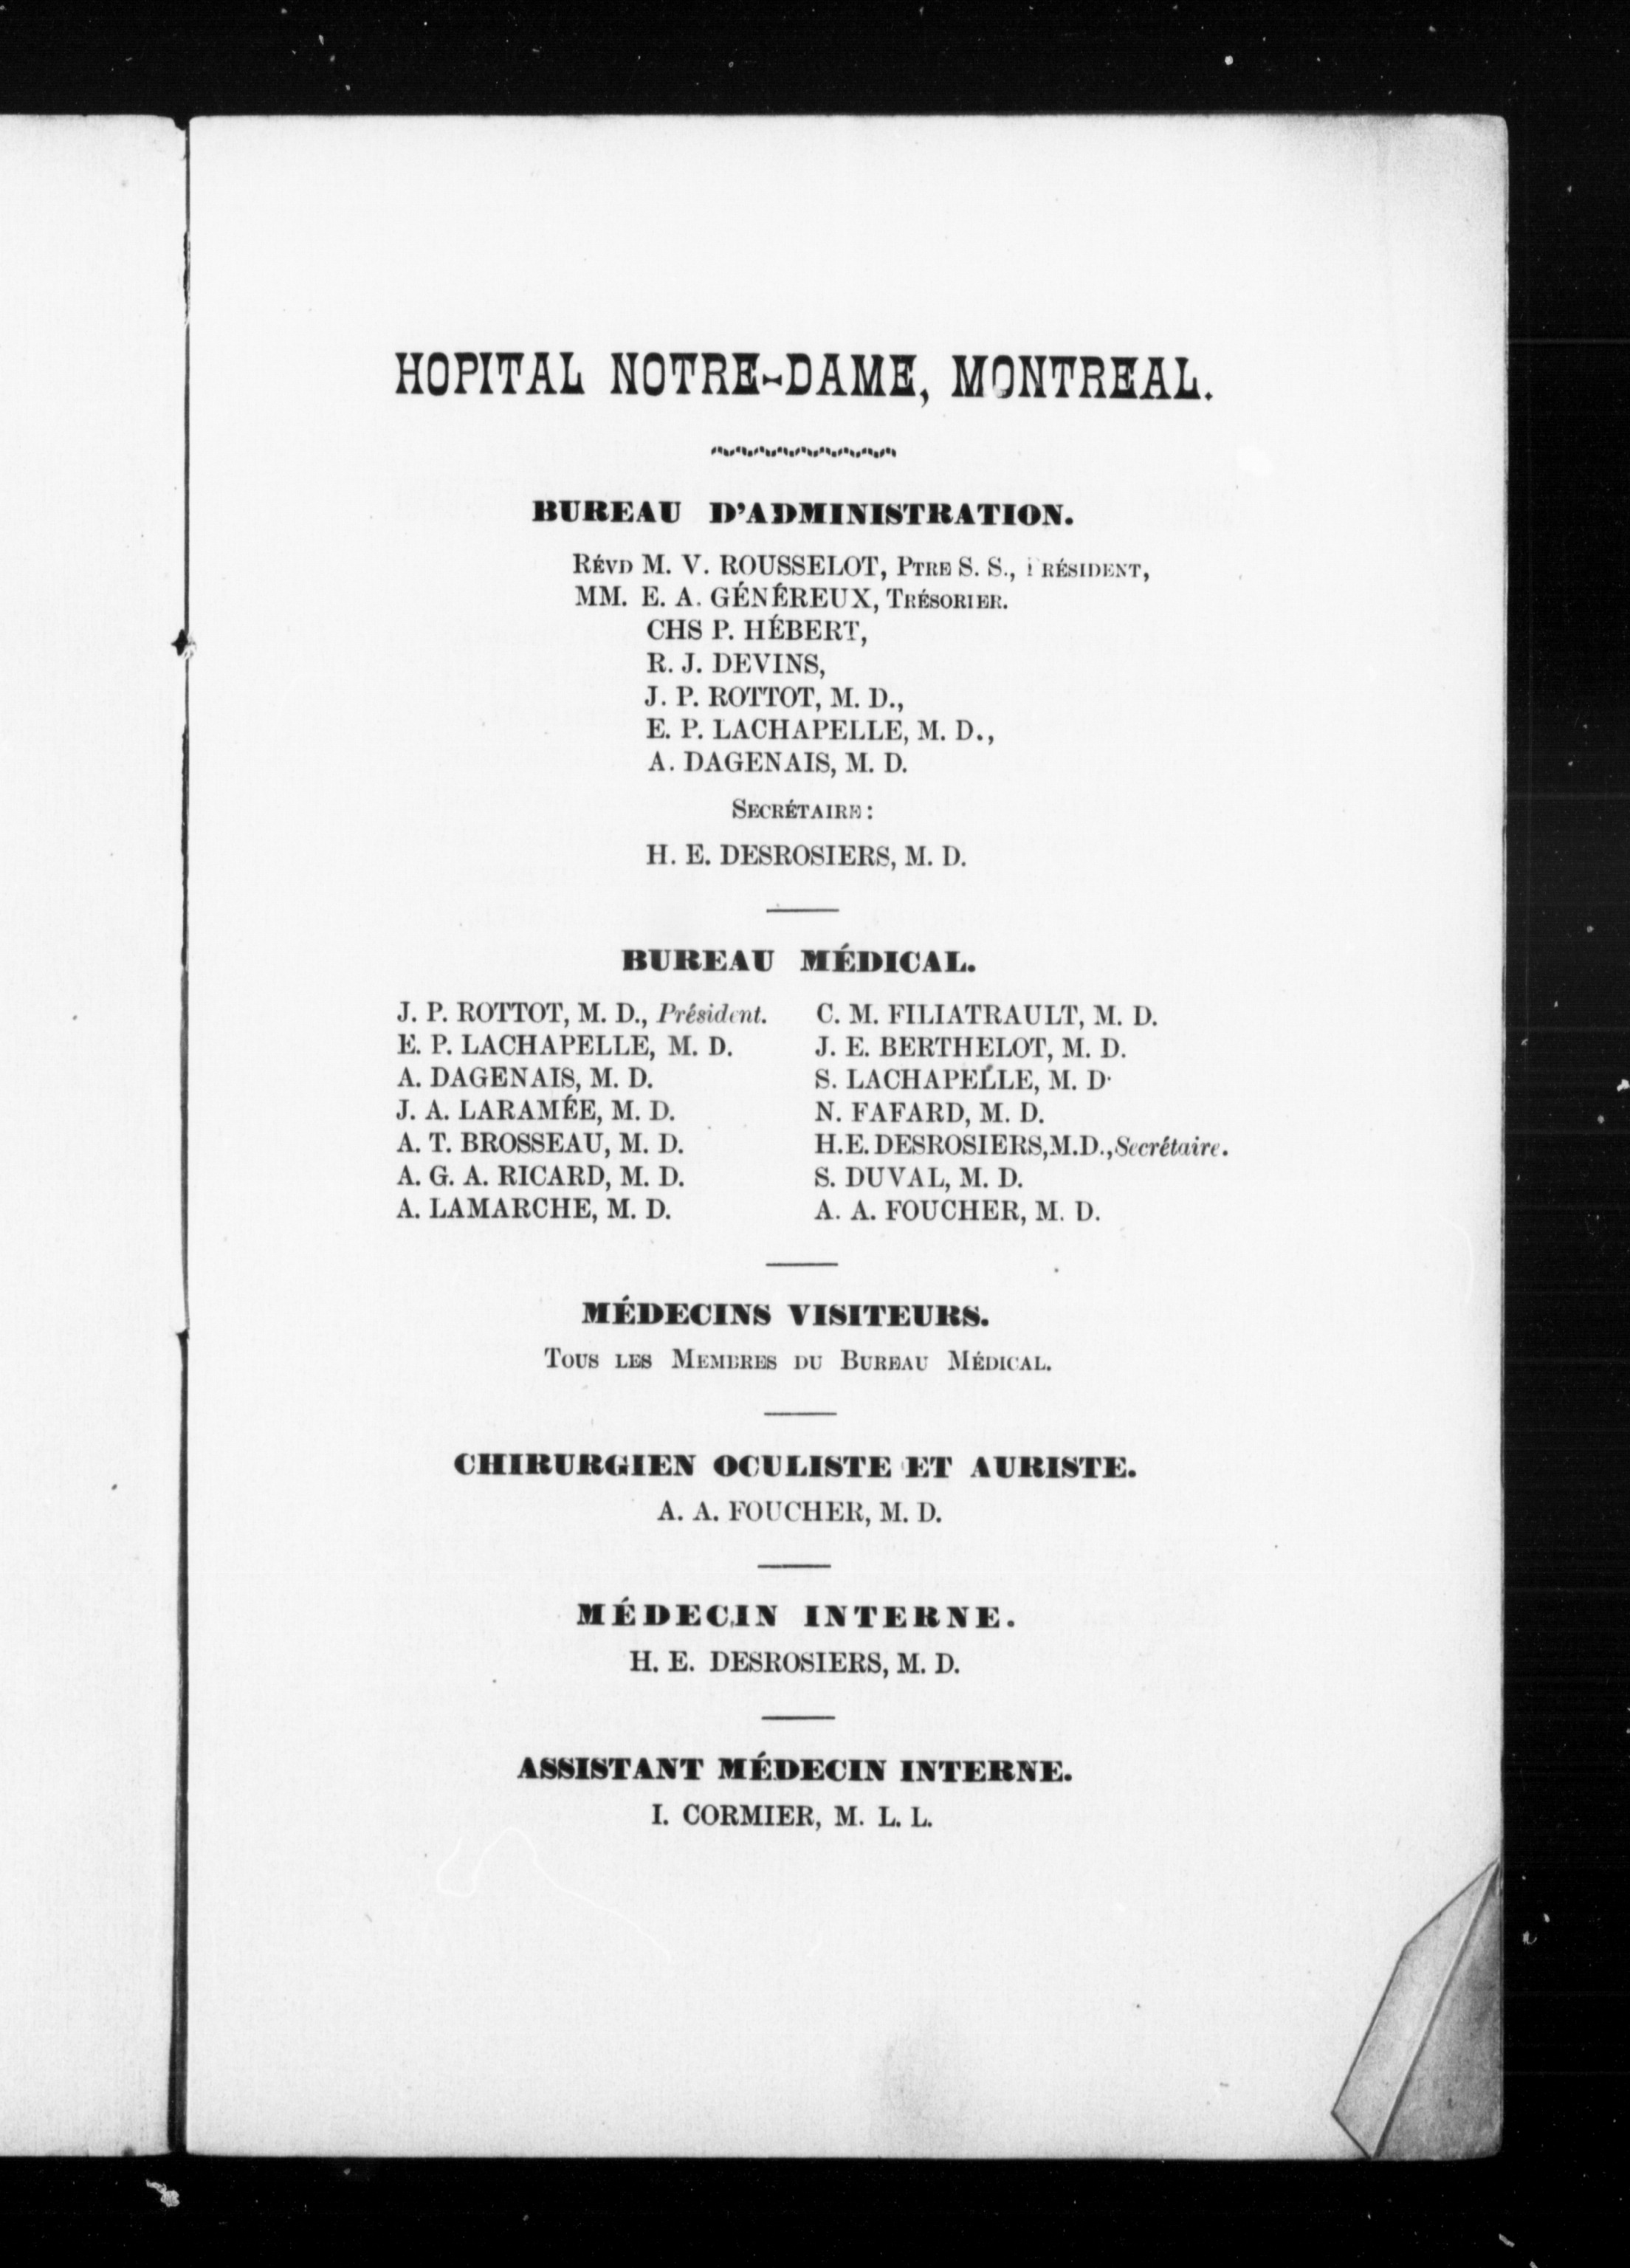 HOPITAL NOTRE-DAME, MONTREAL.
BUREAU D'ADMINISTRATION.
RÉVD M. V. ROUSSELOT, PTRE S. S., PRÉSIDENT,
MM. E. A. GÉNÉREUX, TRÉSORIER.
CHS P. HÉBERT,
R. J. DEVINS,
J. P. ROTTOT, M. D.,
E. P. LACHAPELLE, M. D.,
A. DAGENAIS, M. D.
SECRÉTAIRE:
H. E. DESROSIERS, M. D.
BUREAU MÉDICAL.
J. P. ROTTOT, M. D., Président.
E. P. LACHAPELLE, M. D.
A. DAGENAIS, M. D.
J. A. LARAMÉE, M. D.
A. T. BROSSEAU, M. D.
A. G. A. RICARD, M. D.
A. LAMARCHE, M. D.
C. M. FILIATRAULT, M. D.
J. E. BERTHELOT, M. D.
S. LACHAPELLE, M. D.
N. FAFARD, M. D.
H. E. DESROSIERS, M.D., Secrétaire.
S. DUVAL, M. D.
A. A. FOUCHER, M. D.
MÉDECINS VISITEURS.
TOUS LES MEMBRES DU BUREAU MÉDICAL.
CHIRURGIEN OCULISTE ET AURISTE.
A. A. FOUCHER, M. D.
MÉDECIN INTERNE.
H. E. DESROSIERS, M. D.
ASSISTANT MÉDECIN INTERNE.
I. CORMIER, M. L. L.